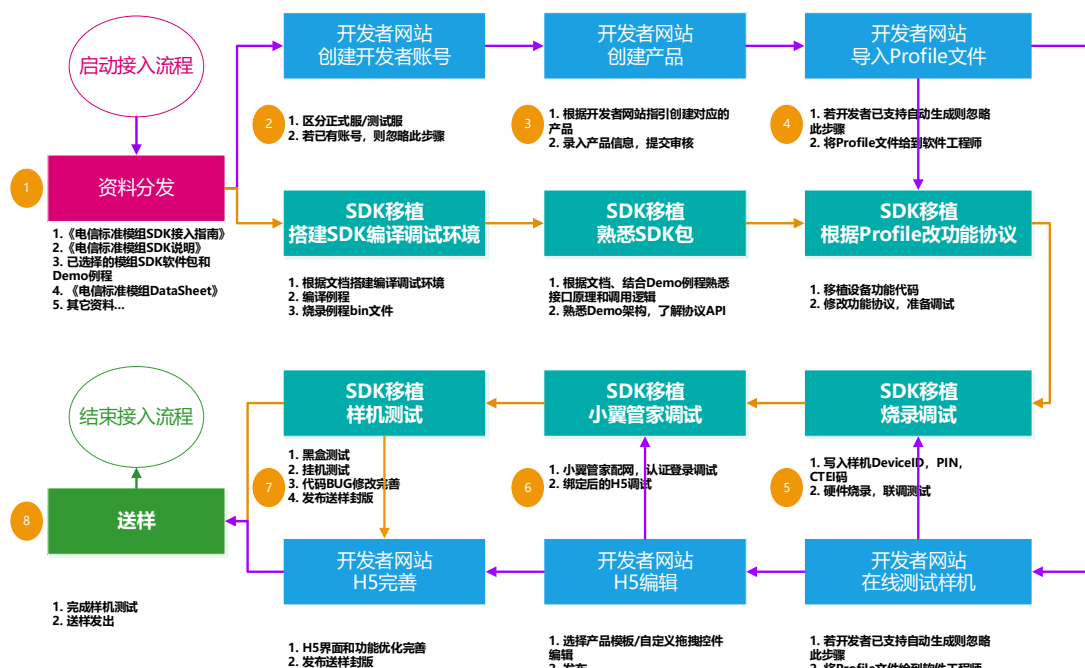 启动接入流程
开发者网站
创建开发者账号
开发者网站
创建产品
开发者网站
导入Profile文件
2
1. 区分正式服/测试服
2. 若已有账号，则忽略此步骤
3
1. 根据开发者网站指引创建对应的
产品
2. 录入产品信息，提交审核
4
1. 若开发者已支持自动生成则忽略
此步骤
2. 将Profile文件给到软件工程师
1
资料分发
1.《电信标准模组SDK接入指南》
2.《电信标准模组SDK说明》
3. 已选择的模组SDK软件包和
Demo例程
4. 《电信标准模组DataSheet》
5. 其它资料...
SDK移植
搭建SDK编译调试环境
SDK移植
熟悉SDK包
SDK移植
根据Profile改功能协议
1. 根据文档搭建编译调试环境
2. 编译例程
3. 烧录例程bin文件
1. 根据文档、结合Demo例程熟悉
接口原理和调用逻辑
2. 熟悉Demo架构，了解协议API
1. 移植设备功能代码
2. 修改功能协议，准备调试
结束接入流程
SDK移植
样机测试
SDK移植
小翼管家调试
SDK移植
烧录调试
7
1. 黑盒测试
2. 挂机测试
3. 代码BUG修改完善
4. 发布送样封版
6
1. 小翼管家配网，认证登录调试
2. 绑定后的H5调试
5
1. 写入样机DeviceID，PIN，
CTEI码
2. 硬件烧录，联调测试
8
送样
1. 完成样机测试
2. 送样发出
开发者网站
H5完善
开发者网站
H5编辑
开发者网站
在线测试样机
1. H5界面和功能优化完善
2. 发布送样封版
1. 选择产品模板/自定义拖拽控件
编辑
2. 发布
1. 若开发者已支持自动生成则忽略
此步骤
2. 将Profile文件给到软件工程师